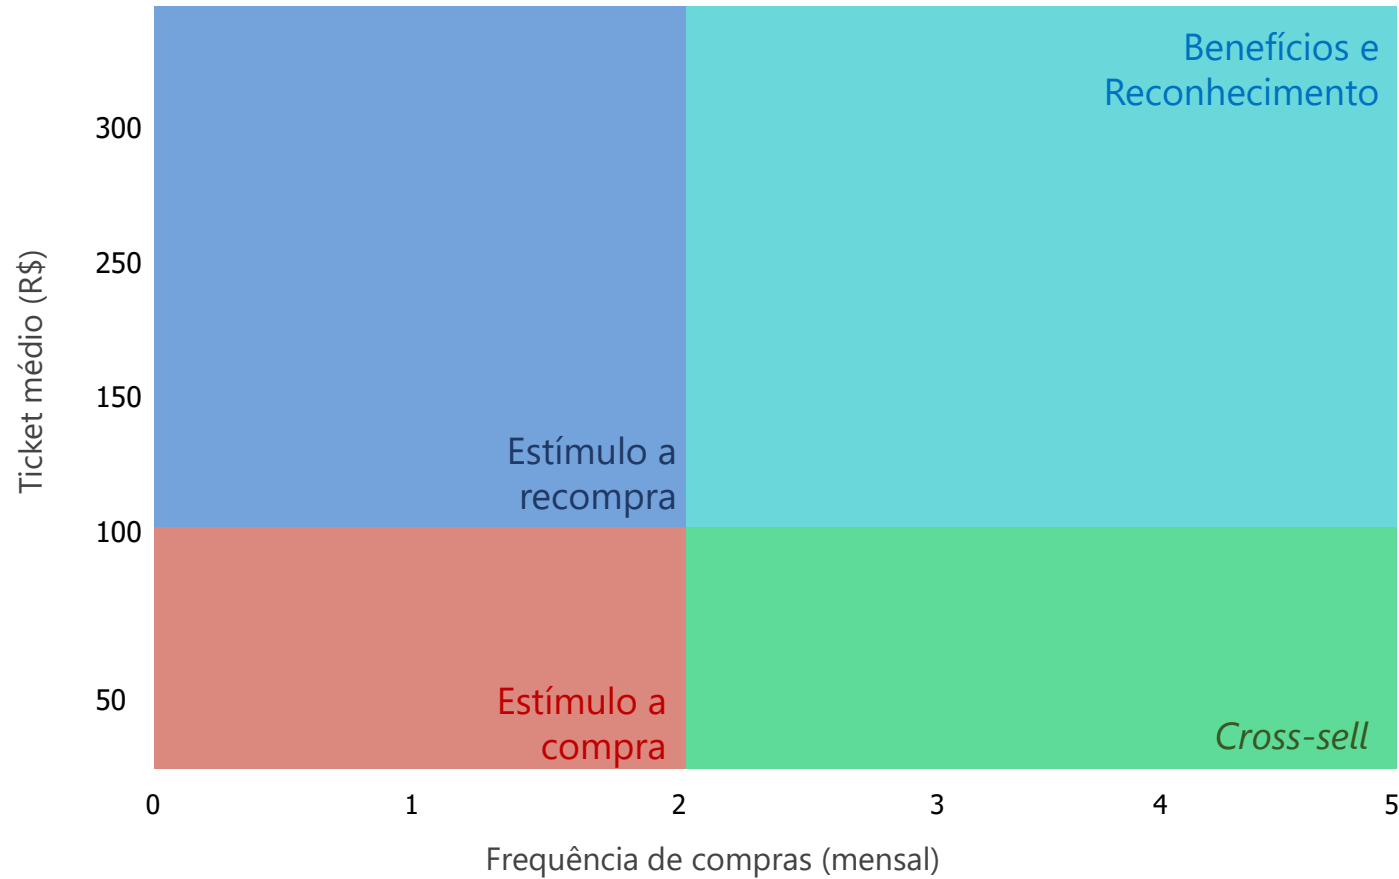 Benefícios e
Reconhecimento
300
250
150
100
50
Ticket médio (R$)
Estímulo a
recompra
Estímulo a
compra
Cross-sell
0
1
2
3
4
5
Frequência de compras (mensal)